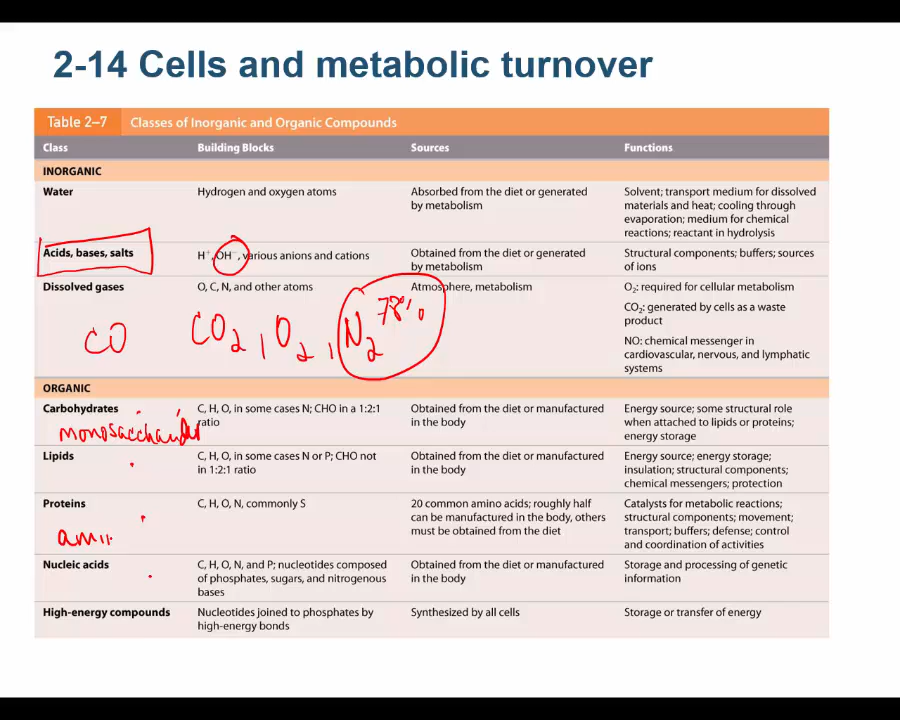 2-14 Cells and metabolic turnover
Table 2–7 Classes of Inorganic and Organic Compounds
Class Building Blocks Sources Functions
INORGANIC
Water Hydrogen and oxygen atoms Absorbed from the diet or generated Solvent; transport medium for dissolved
by metabolism materials and heat; cooling through
evaporation; medium for chemical
reactions; reactant in hydrolysis
Acids, bases, salts H⁺, OH⁻, various anions and cations Obtained from the diet or generated Structural components; buffers; sources
by metabolism of ions
Dissolved gases O, C, N, and other atoms Atmosphere, metabolism O₂: required for cellular metabolism
CO₂: generated by cells as a waste
product
CO CO₂, O₂, N₂ 78%
NO: chemical messenger in
cardiovascular, nervous, and lymphatic
systems
ORGANIC
Carbohydrates C, H, O, in some cases N; CHO in a 1:2:1 Obtained from the diet or manufactured Energy source; some structural role
ratio in the body when attached to lipids or proteins;
energy storage
Lipids C, H, O, in some cases N or P; CHO not Obtained from the diet or manufactured Energy source; energy storage;
in 1:2:1 ratio in the body insulation; structural components;
chemical messengers; protection
Proteins C, H, O, N, commonly S 20 common amino acids; roughly half Catalysts for metabolic reactions;
can be manufactured in the body, others structural components; movement;
must be obtained from the diet transport; buffers; defense; control
and coordination of activities
Nucleic acids C, H, O, N, and P; nucleotides composed Obtained from the diet or manufactured Storage and processing of genetic
of phosphates, sugars, and nitrogenous in the body information
bases
High-energy compounds Nucleotides joined to phosphates by Synthesized by all cells Storage or transfer of energy
high-energy bonds